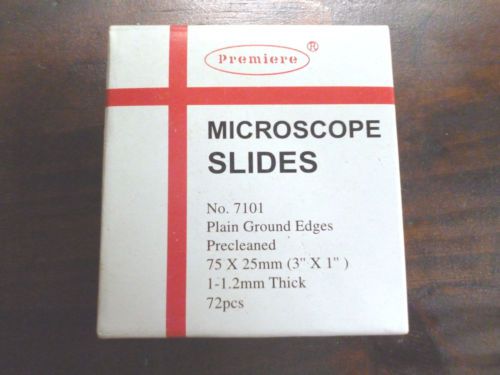 Premiere ®
MICROSCOPE
SLIDES
No. 7101
Plain Ground Edges
Precleaned
75 X 25mm (3" X 1" )
1-1.2mm Thick
72pcs